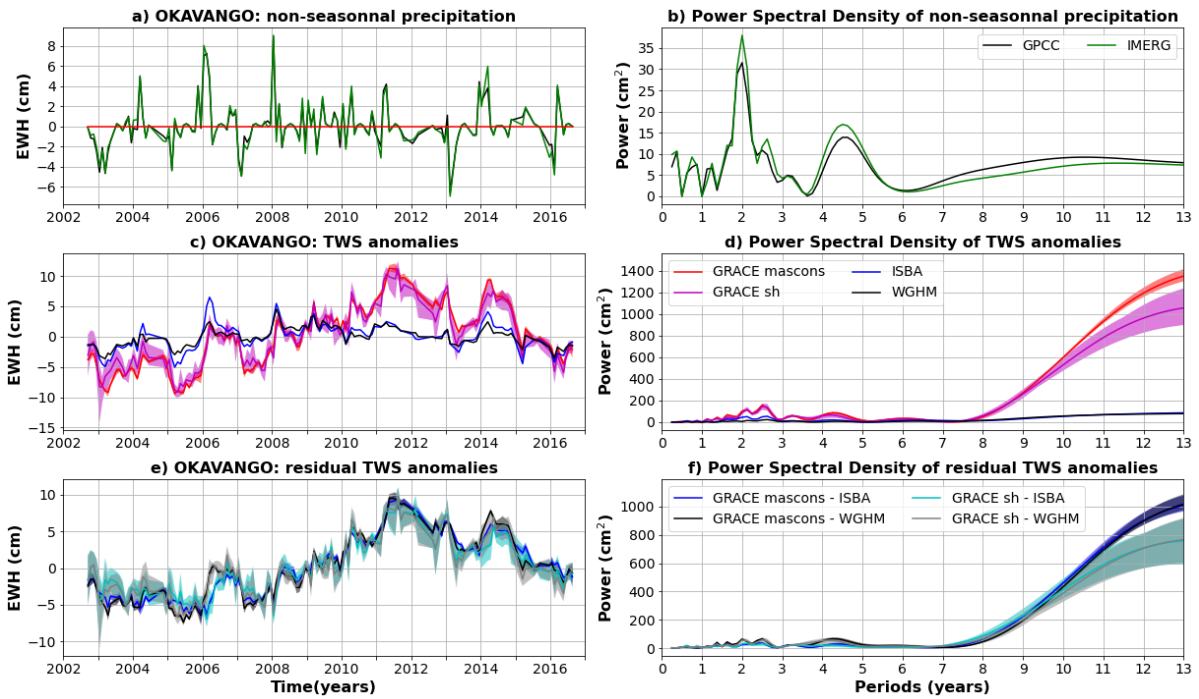 a) OKAVANGO: non-seasonnal precipitation
EWH (cm)
8
6
4
2
0
−2
−4
−6
2002 2004 2006 2008 2010 2012 2014 2016
b) Power Spectral Density of non-seasonnal precipitation
GPCC IMERG
Power (cm²)
35
30
25
20
15
10
5
0
0 1 2 3 4 5 6 7 8 9 10 11 12 13
c) OKAVANGO: TWS anomalies
EWH (cm)
10
5
0
−5
−10
−15
2002 2004 2006 2008 2010 2012 2014 2016
d) Power Spectral Density of TWS anomalies
GRACE mascons ISBA
GRACE sh WGHM
Power (cm²)
1400
1200
1000
800
600
400
200
0
0 1 2 3 4 5 6 7 8 9 10 11 12 13
e) OKAVANGO: residual TWS anomalies
EWH (cm)
10
5
0
−5
−10
2002 2004 2006 2008 2010 2012 2014 2016
Time(years)
f) Power Spectral Density of residual TWS anomalies
GRACE mascons - ISBA GRACE sh - ISBA
GRACE mascons - WGHM GRACE sh - WGHM
Power (cm²)
1000
800
600
400
200
0
0 1 2 3 4 5 6 7 8 9 10 11 12 13
Periods (years)